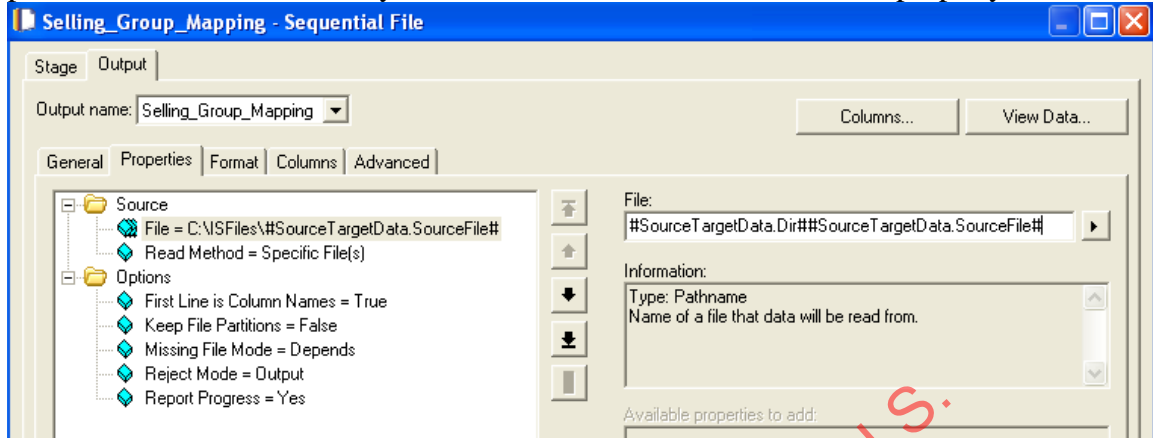 Selling_Group_Mapping - Sequential File
Stage Output
Output name: Selling_Group_Mapping Columns... View Data...
General Properties Format Columns Advanced
Source
File = C:\ISFiles\#SourceTargetData.SourceFile#
Read Method = Specific File(s)
Options
First Line is Column Names = True
Keep File Partitions = False
Missing File Mode = Depends
Reject Mode = Output
Report Progress = Yes
File:
#SourceTargetData.Dir##SourceTargetData.SourceFile#
Information:
Type: Pathname
Name of a file that data will be read from.
Available properties to add: